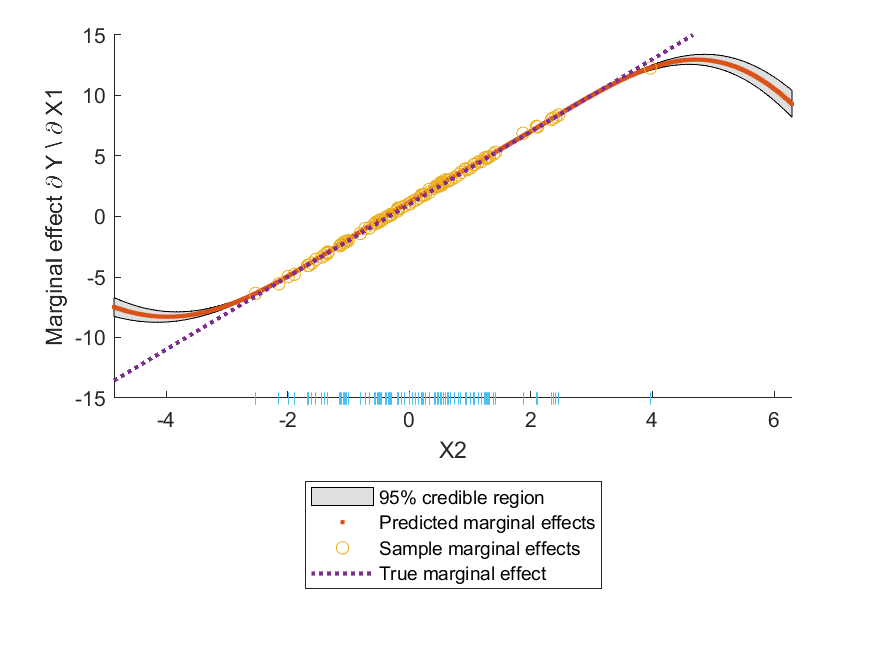 15
10
5
0
-5
-10
-15
Marginal effect ∂ Y \ ∂ X1
-4 -2 0 2 4 6
X2
95% credible region
Predicted marginal effects
Sample marginal effects
True marginal effect